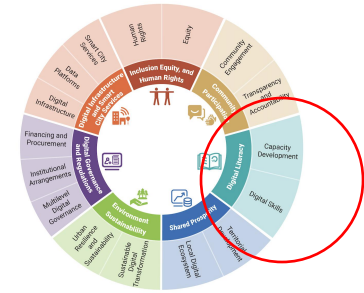 Human
Rights
Equity
Smart City
Services
Data
Platforms
Digital
Infrastructure
Community
Engagement
Transparency
and
Accountability
Inclusion Equity, and
Human Rights
Digital Infrastructure
and Smart
City Services
Community
Digital Literacy
Capacity
Development
Digital Skills
Shared Prosperity
Local Digital
Ecosystem
Environment
Sustainability
Sustainable
Digital
Transformation
Urban
Resilience
and
Sustainability
Digital Governance
and Regulations
Financing and
Procurement
Institutional
Arrangements
Multilevel
Digital
Governance